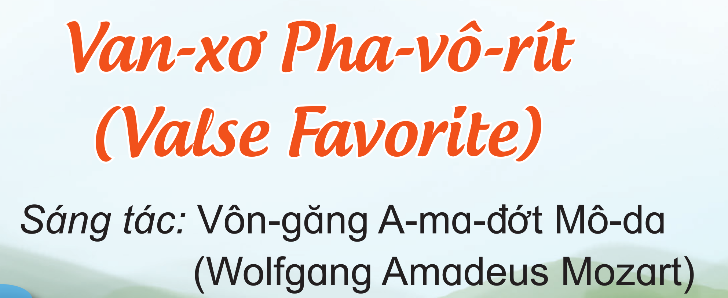 Van-xơ Pha-vô-rít
(Valse Favorite)
Sáng tác: Vôn-găng A-ma-đớt Mô-da
(Wolfgang Amadeus Mozart)